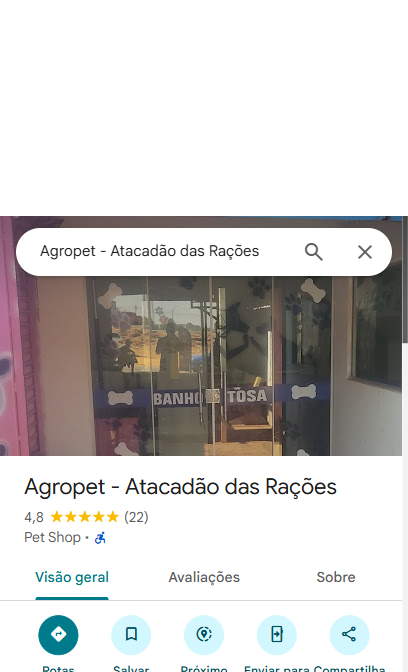 Agropet - Atacadão das Rações
BANHO TOSA
Agropet - Atacadão das Rações
4,8 (22)
Pet Shop ·
Visão geral Avaliações Sobre
Rotas Salvar Próximo Enviar para Compartilha